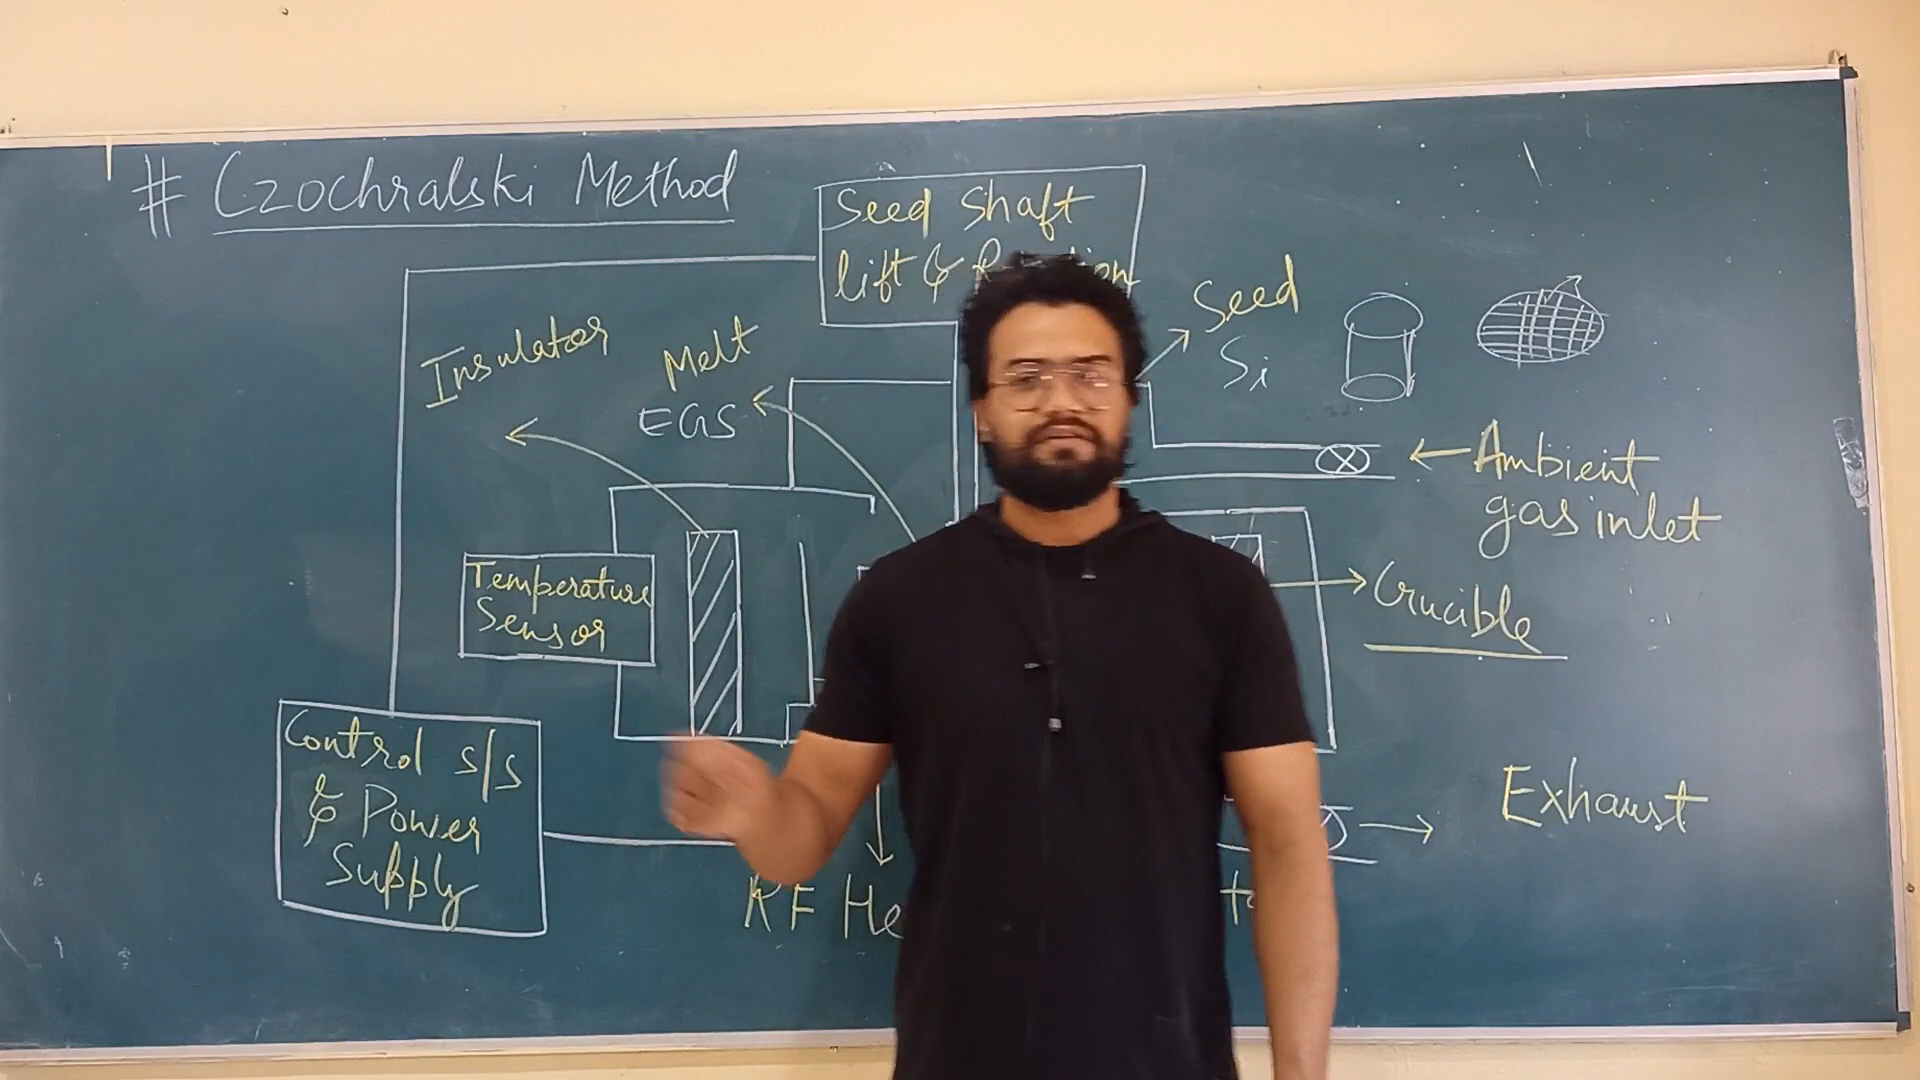 # Czochralski Method
Seed Shaft
lift &
Insulator
Melt
EGS
Seed
Si
Ambient
gas inlet
Temperature
Sensor
Crucible
Control s/s
& Power
Supply
Exhaust
RF